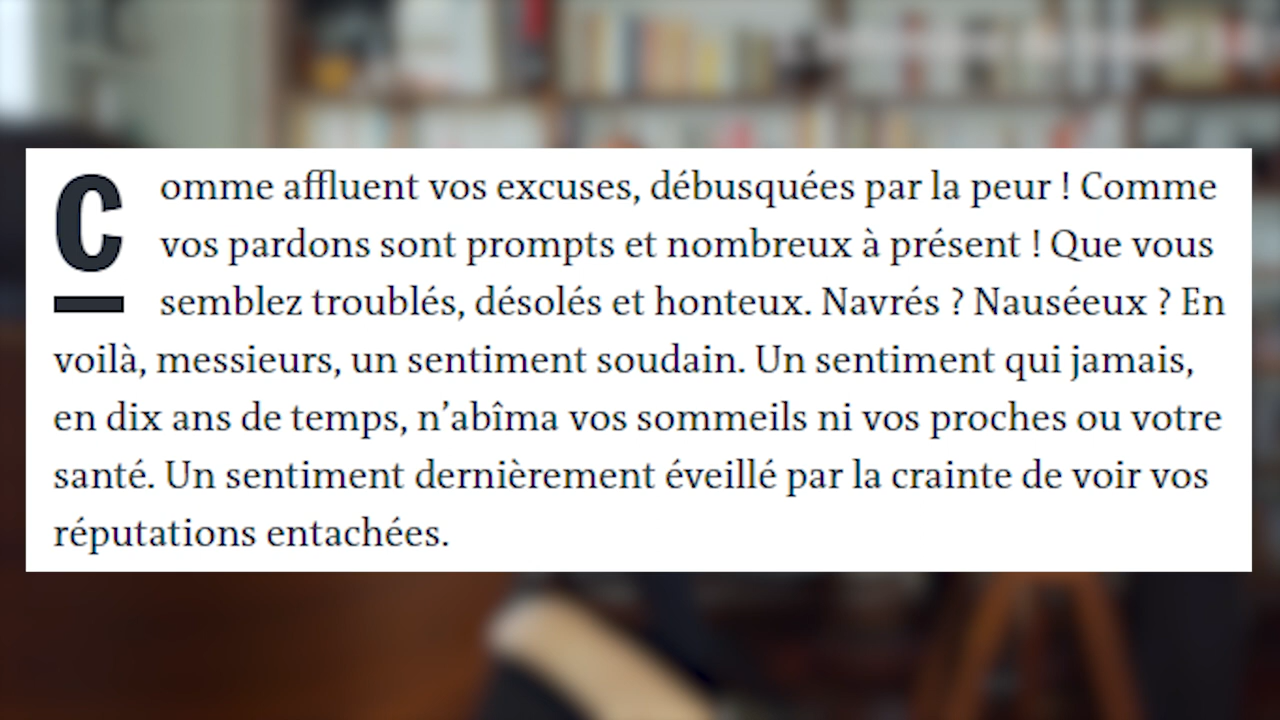 Comme affluent vos excuses, débusquées par la peur ! Comme
vos pardons sont prompts et nombreux à présent ! Que vous
semblez troublés, désolés et honteux. Navrés ? Nauséeux ? En
voilà, messieurs, un sentiment soudain. Un sentiment qui jamais,
en dix ans de temps, n’abîma vos sommeils ni vos proches ou votre
santé. Un sentiment dernièrement éveillé par la crainte de voir vos
réputations entachées.